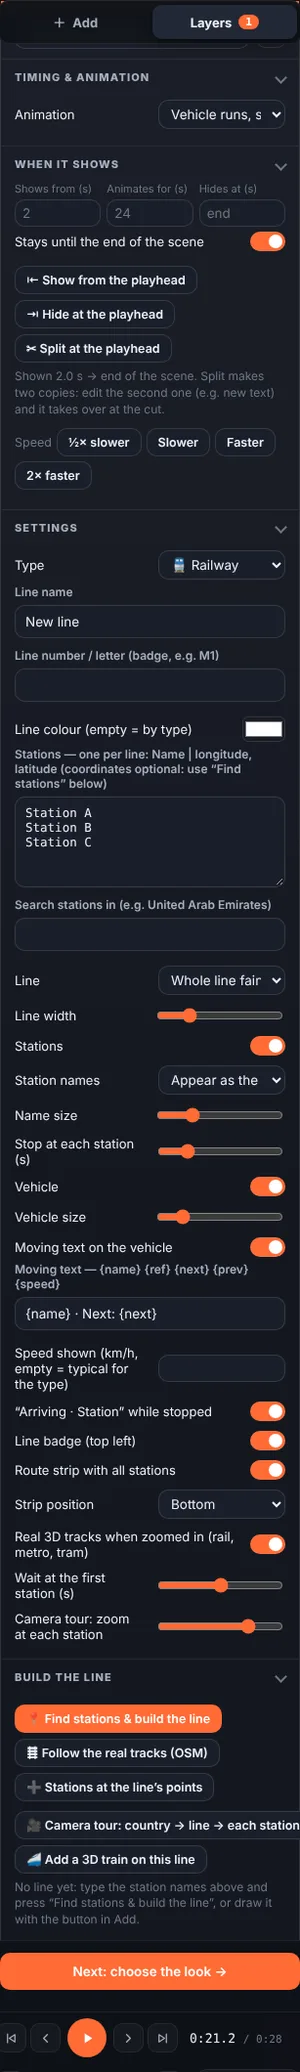 + Add
Layers 1
TIMING & ANIMATION
Animation
Vehicle runs, s
WHEN IT SHOWS
Shows from (s) Animates for (s) Hides at (s)
2 24 end
Stays until the end of the scene
⇤ Show from the playhead
⇥ Hide at the playhead
✂ Split at the playhead
Shown 2.0 s → end of the scene. Split makes
two copies: edit the second one (e.g. new text)
and it takes over at the cut.
Speed ½× slower Slower Faster
2× faster
SETTINGS
Type
Railway
Line name
New line
Line number / letter (badge, e.g. M1)
Line colour (empty = by type)
Stations — one per line: Name | longitude,
latitude (coordinates optional: use “Find
stations” below)
Station A
Station B
Station C
Search stations in (e.g. United Arab Emirates)
Line
Whole line fair
Line width
Stations
Station names
Appear as the
Name size
Stop at each station
(s)
Vehicle
Vehicle size
Moving text on the vehicle
Moving text — {name} {ref} {next} {prev}
{speed}
{name} · Next: {next}
Speed shown (km/h,
empty = typical for
the type)
“Arriving · Station” while stopped
Line badge (top left)
Route strip with all stations
Strip position
Bottom
Real 3D tracks when zoomed in (rail,
metro, tram)
Wait at the first
station (s)
Camera tour: zoom
at each station
BUILD THE LINE
Find stations & build the line
Follow the real tracks (OSM)
Stations at the line’s points
Camera tour: country → line → each station
Add a 3D train on this line
No line yet: type the station names above and
press “Find stations & build the line”, or draw it
with the button in Add.
Next: choose the look →
0:21.2 / 0:28